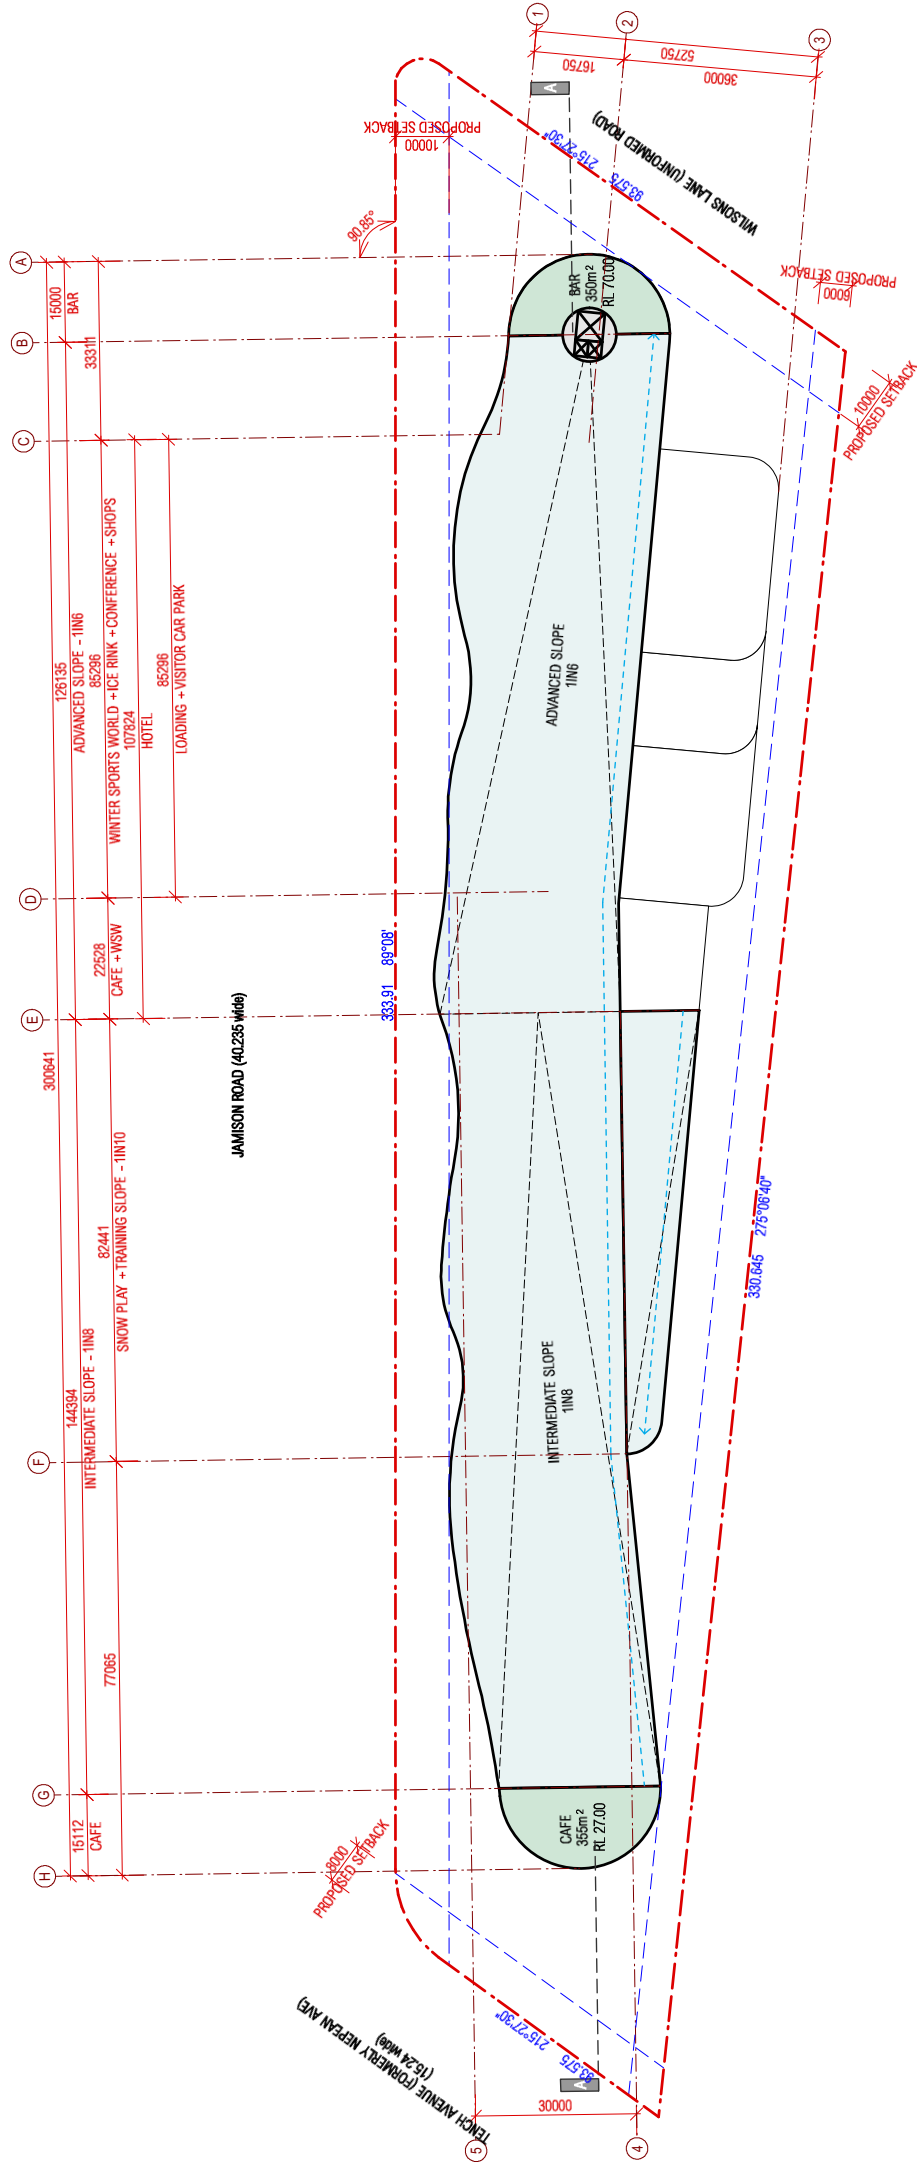 1
2
3
16750
52750
36000
A
PROPOSED SETBACK
10000
WILSONS LANE (UNFORMED ROAD)
215°27'30"
93.575
90.85°
A
15000
BAR
33311
B
C
BAR
350m²
RL 70.00
PROPOSED SETBACK
6000
10000
PROPOSED SETBACK
126135
ADVANCED SLOPE - 1IN6
85296
WINTER SPORTS WORLD + ICE RINK + CONFERENCE + SHOPS
107824
HOTEL
85296
LOADING + VISITOR CAR PARK
ADVANCED SLOPE
1IN6
D
22528
CAFE + WSW
E
333.91 89°08'
JAMISON ROAD (40.235 wide)
300641
144394
INTERMEDIATE SLOPE - 1IN8
82441
SNOW PLAY + TRAINING SLOPE - 1IN10
330.645 275°06'40"
INTERMEDIATE SLOPE
1IN8
F
77065
G
15112
CAFE
H
CAFE
355m²
RL 27.00
8000
PROPOSED SETBACK
TENCH AVENUE (FORMERLY NEPEAN AVE)
(15.24 wide)
215°27'30"
93.575
A
30000
5
4